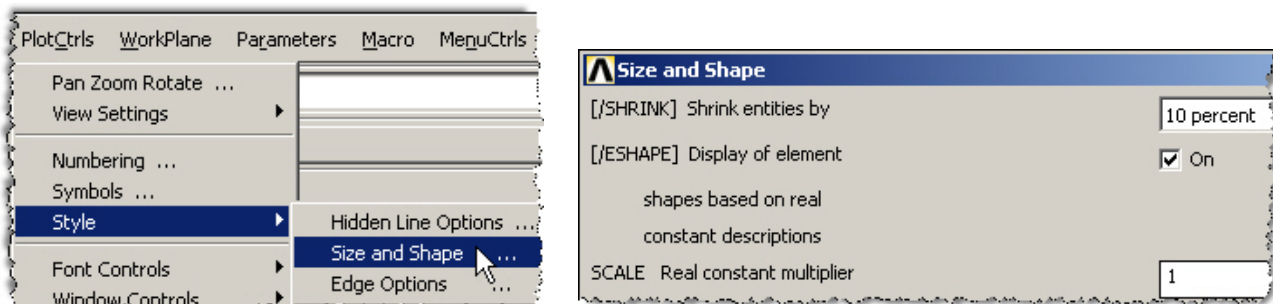 PlotCtrls WorkPlane Parameters Macro MenuCtrls
Pan Zoom Rotate ...
View Settings
Numbering ...
Symbols ...
Style
Hidden Line Options ...
Size and Shape ...
Font Controls
Edge Options ...
Window Controls
Size and Shape
[/SHRINK] Shrink entities by 10 percent
[/ESHAPE] Display of element On
shapes based on real
constant descriptions
SCALE Real constant multiplier 1